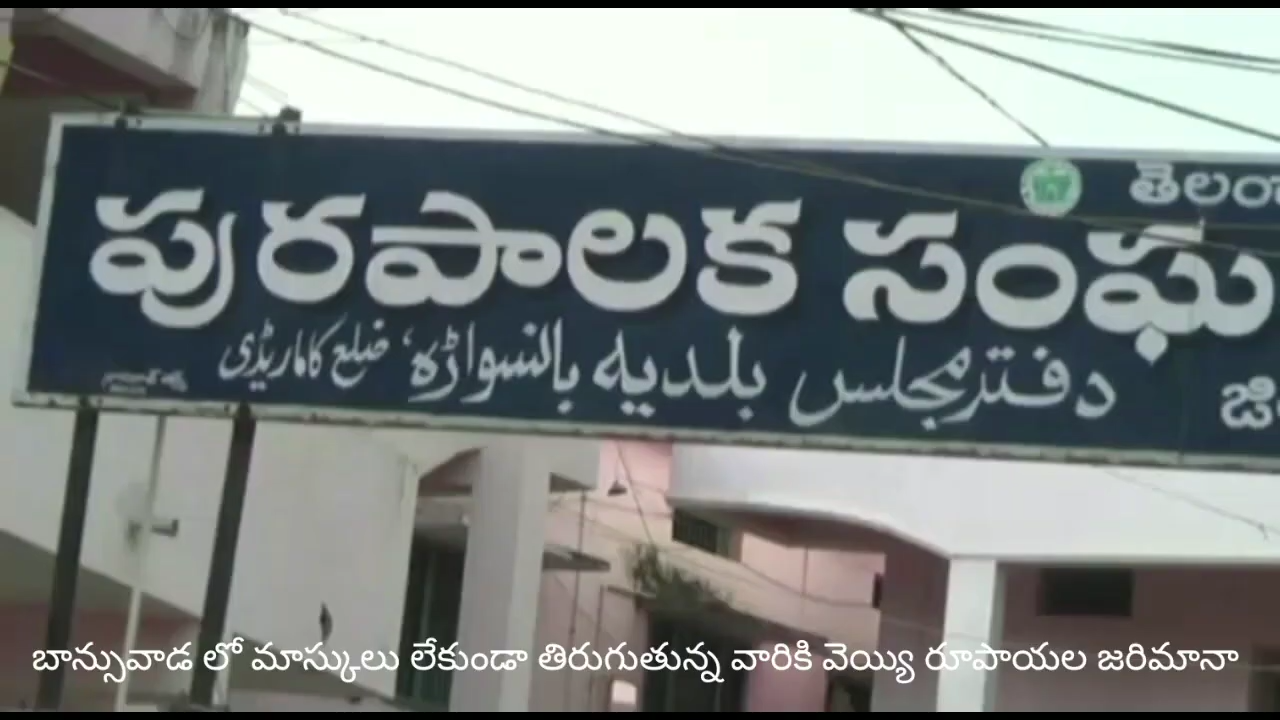 తెలం
పురపాలక సంఘ
دفتر مجلس بلدیہ بانسواڑہ، ضلع کاماریڈی
జి
బాన్సువాడ లో మాస్కులు లేకుండా తిరుగుతున్న వారికి వెయ్యి రూపాయల జరిమానా